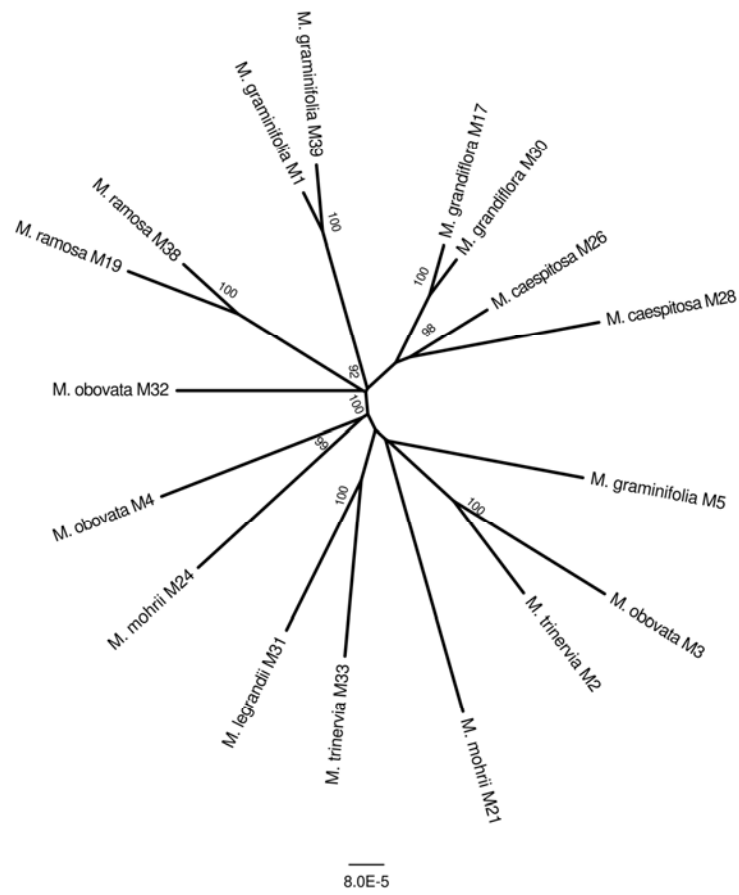 M. graminifolia M39
M. graminifolia M1
100
M. grandiflora M17
M. grandiflora M30
100
M. caespitosa M26
98
M. caespitosa M28
M. ramosa M38
M. ramosa M19
100
92
M. obovata M32
100
99
M. obovata M4
M. mohrii M24
100
M. legrandii M31
M. trinervia M33
M. graminifolia M5
100
M. obovata M3
M. trinervia M2
M. mohrii M21
8.0E-5